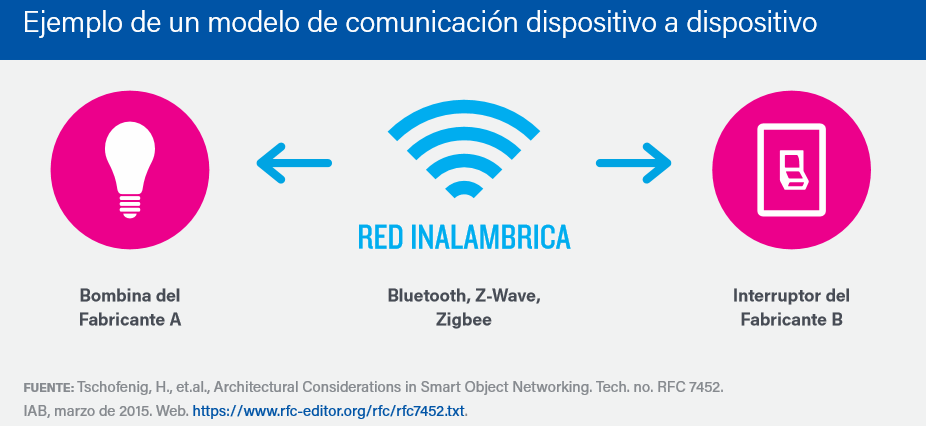 Ejemplo de un modelo de comunicación dispositivo a dispositivo
RED INALAMBRICA
Bombina del
Fabricante A
Bluetooth, Z-Wave,
Zigbee
Interruptor del
Fabricante B
FUENTE: Tschofenig, H., et.al., Architectural Considerations in Smart Object Networking. Tech. no. RFC 7452.
IAB, marzo de 2015. Web. https://www.rfc-editor.org/rfc/rfc7452.txt.